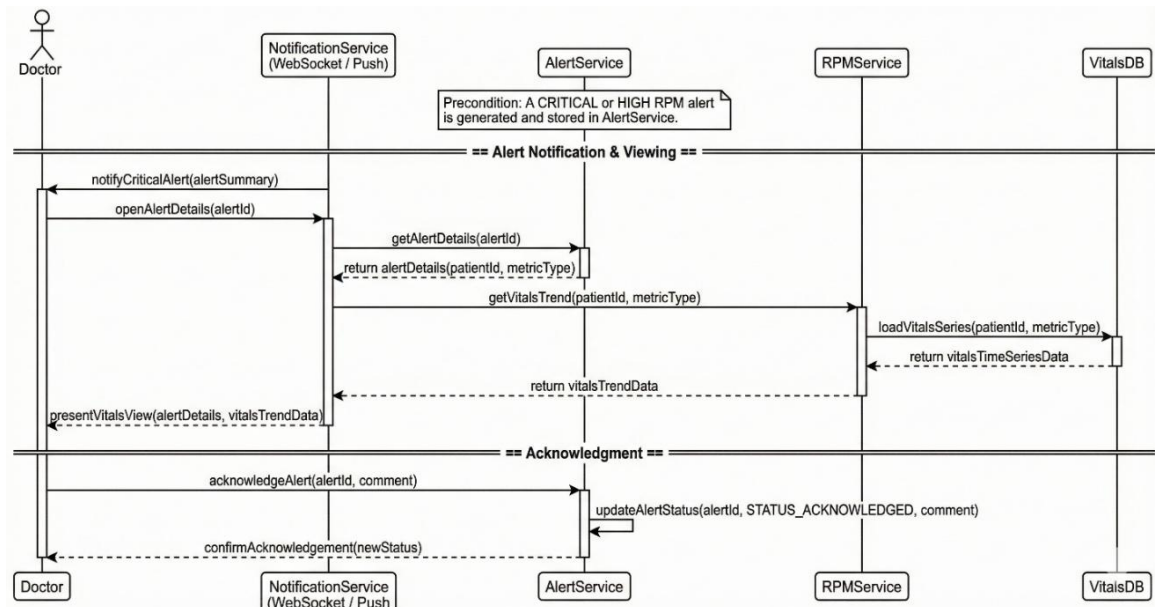 Doctor
NotificationService
(WebSocket / Push)
AlertService
RPMService
VitalsDB
Precondition: A CRITICAL or HIGH RPM alert
is generated and stored in AlertService.
== Alert Notification & Viewing ==
notifyCriticalAlert(alertSummary)
openAlertDetails(alertId)
getAlertDetails(alertId)
return alertDetails(patientId, metricType)
getVitalsTrend(patientId, metricType)
loadVitalsSeries(patientId, metricType)
return vitalsTimeSeriesData
return vitalsTrendData
presentVitalsView(alertDetails, vitalsTrendData)
== Acknowledgment ==
acknowledgeAlert(alertId, comment)
updateAlertStatus(alertId, STATUS_ACKNOWLEDGED, comment)
confirmAcknowledgement(newStatus)
Doctor
NotificationService
(WebSocket / Push
AlertService
RPMService
VitalsDB